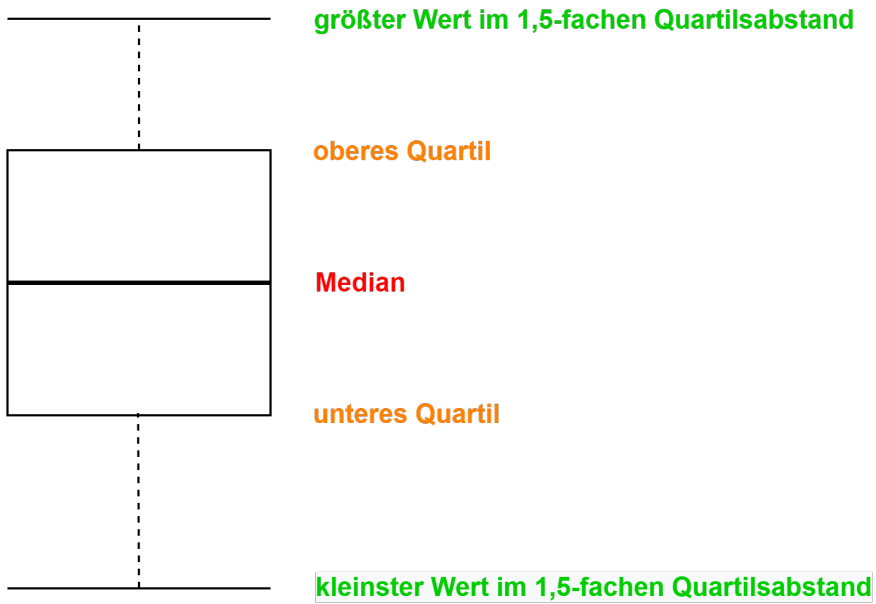 größter Wert im 1,5-fachen Quartilsabstand
oberes Quartil
Median
unteres Quartil
kleinster Wert im 1,5-fachen Quartilsabstand